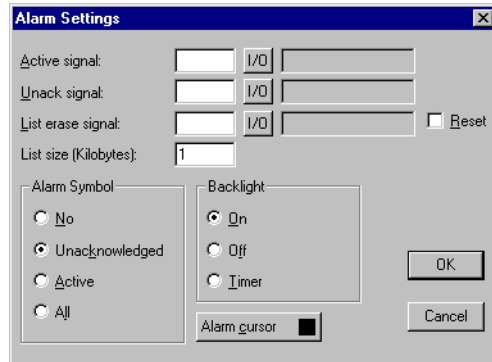 Alarm Settings
Active signal: I/O
Unack signal: I/O
List erase signal: I/O Reset
List size (Kilobytes): 1
Alarm Symbol
No
Unacknowledged
Active
All
Backlight
On
Off
Timer
Alarm cursor
OK
Cancel